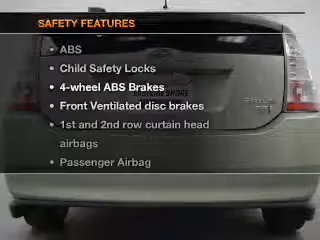 SAFETY FEATURES
• ABS
• Child Safety Locks
• 4-wheel ABS Brakes
• Front Ventilated disc brakes
• 1st and 2nd row curtain head
airbags
• Passenger Airbag